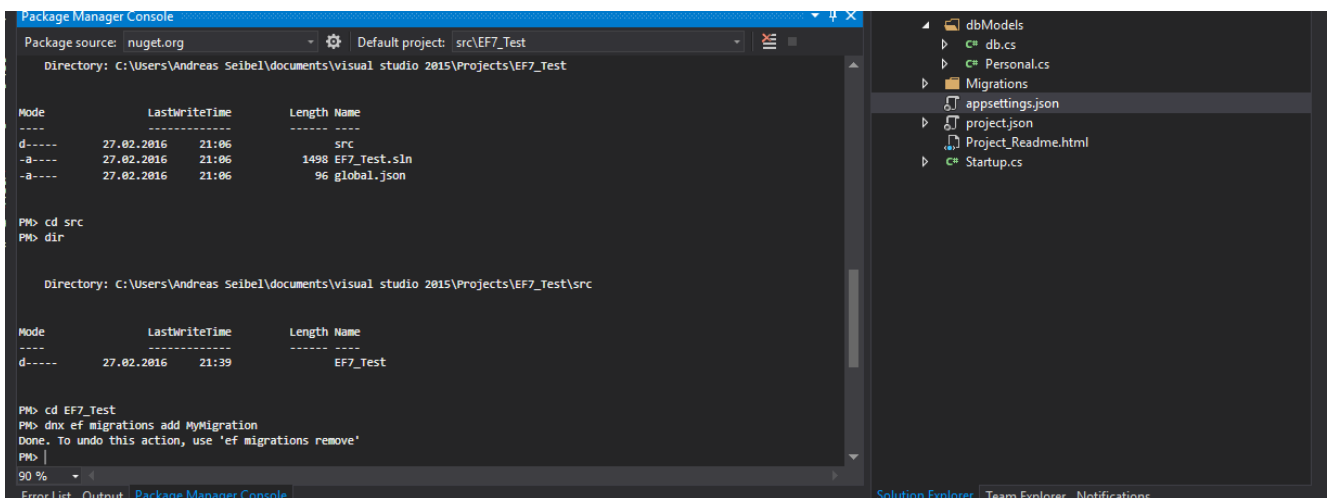 Package Manager Console
Package source: nuget.org Default project: src\EF7_Test
Directory: C:\Users\Andreas Seibel\documents\visual studio 2015\Projects\EF7_Test
Mode LastWriteTime Length Name
---- ------------- ------ ----
d----- 27.02.2016 21:06 src
-a---- 27.02.2016 21:06 1498 EF7_Test.sln
-a---- 27.02.2016 21:06 96 global.json
PM> cd src
PM> dir
Directory: C:\Users\Andreas Seibel\documents\visual studio 2015\Projects\EF7_Test\src
Mode LastWriteTime Length Name
---- ------------- ------ ----
d----- 27.02.2016 21:39 EF7_Test
PM> cd EF7_Test
PM> dnx ef migrations add MyMigration
Done. To undo this action, use 'ef migrations remove'
PM>
90 %
Error List Output Package Manager Console
dbModels
C# db.cs
C# Personal.cs
Migrations
appsettings.json
project.json
Project_Readme.html
C# Startup.cs
Solution Explorer Team Explorer Notifications